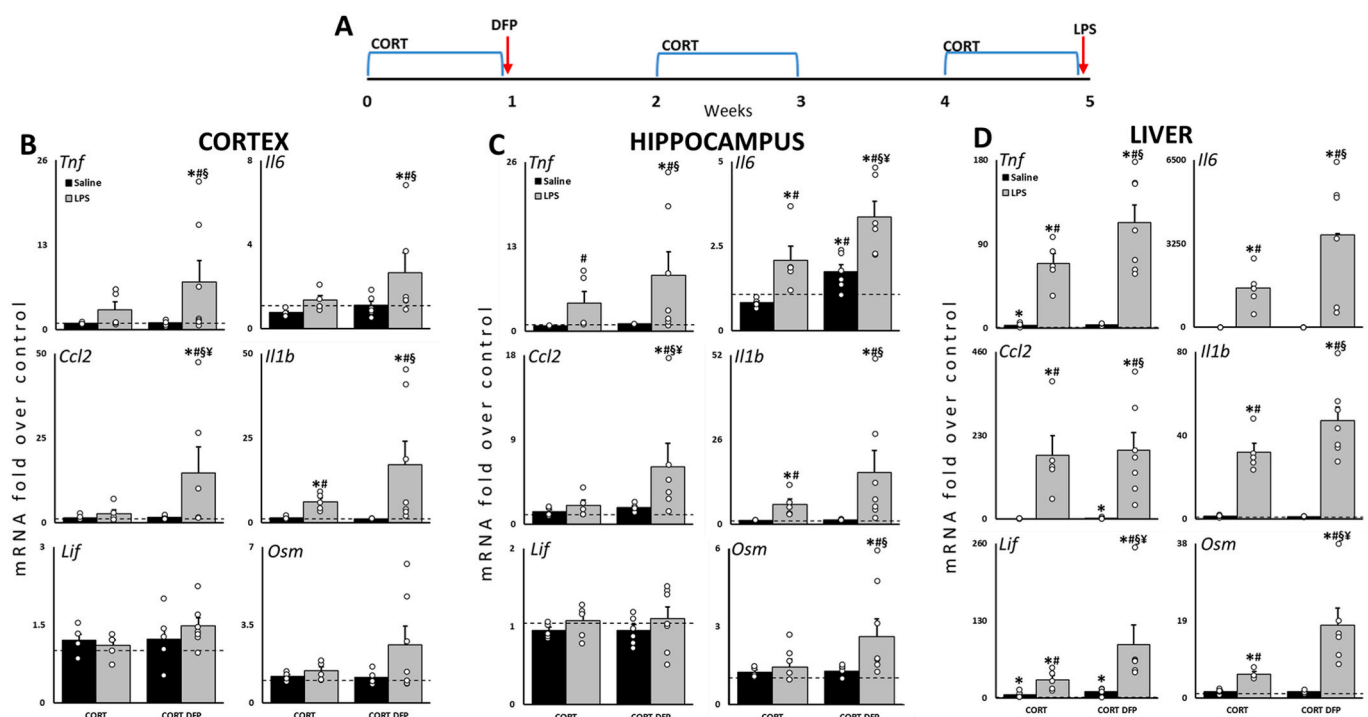 A
DFP
LPS
CORT
CORT
CORT
0
1
2
3
4
5
Weeks
B
CORTEX
mRNA fold over control
Tnf
26
13
0
Saline
LPS
*#§
Il6
8
4
0
*#§
Ccl2
50
25
0
*#§¥
Il1b
50
25
0
*#
*#§
Lif
3
1.5
0
CORT
CORT DFP
Osm
7
3.5
0
CORT
CORT DFP
C
HIPPOCAMPUS
mRNA fold over control
Tnf
26
13
0
Saline
LPS
#
*#§
Il6
5
2.5
0
*#
*#
*#§¥
Ccl2
18
9
0
*#§¥
Il1b
52
26
0
*#
*#§
Lif
2
1
0
CORT
CORT DFP
Osm
6
3
0
*#§
CORT
CORT DFP
D
LIVER
mRNA fold over control
Tnf
180
90
0
Saline
LPS
*
*#
*#§
Il6
6500
3250
0
*#
*#§
Ccl2
460
230
0
*#
*
*#§
Il1b
80
40
0
*#
*#§
Lif
260
130
0
*
*#
*
*#§¥
CORT
CORT DFP
Osm
38
19
0
*#
*#§¥
CORT
CORT DFP